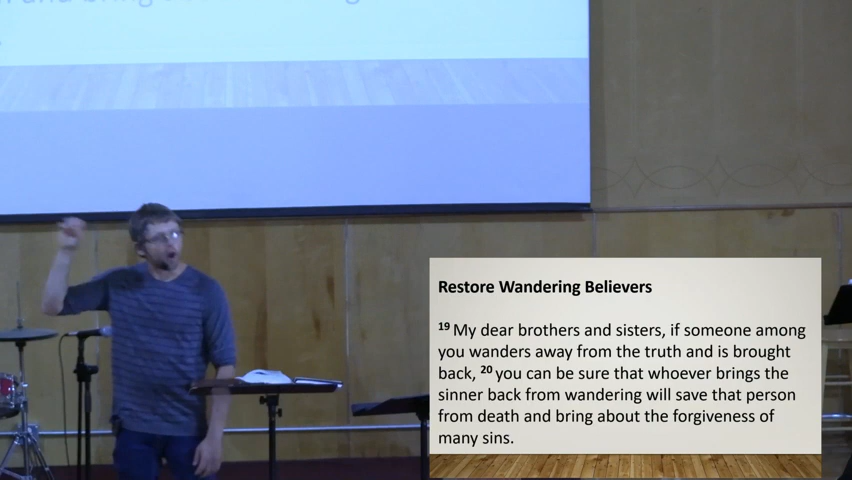 Restore Wandering Believers
19 My dear brothers and sisters, if someone among
you wanders away from the truth and is brought
back, 20 you can be sure that whoever brings the
sinner back from wandering will save that person
from death and bring about the forgiveness of
many sins.